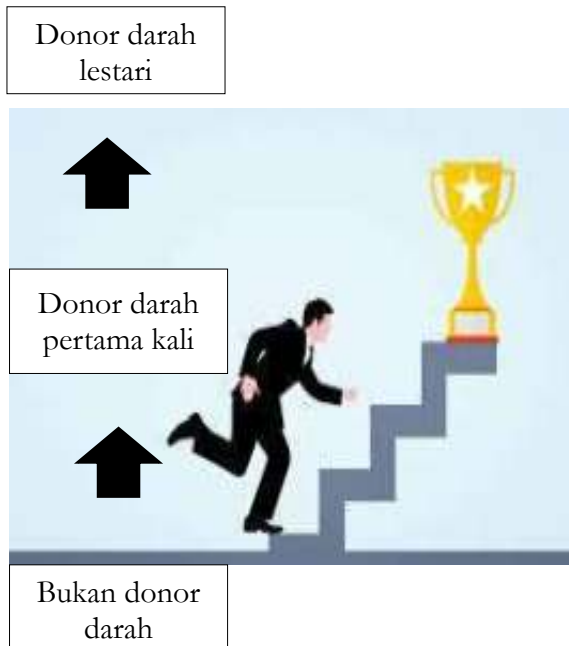 Donor darah
lestari
Donor darah
pertama kali
Bukan donor
darah